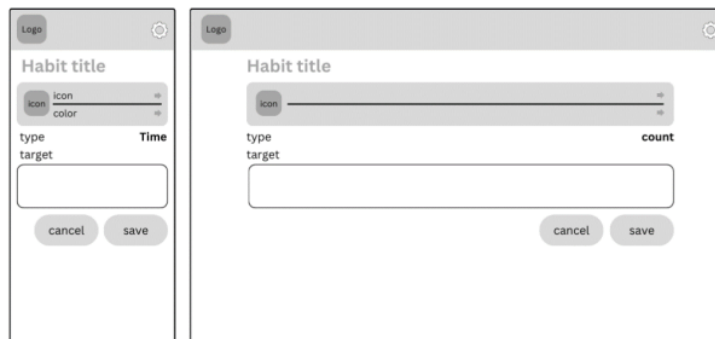 Logo
Habit title
icon
icon
color
type Time
target
cancel save
Logo
Habit title
icon
type count
target
cancel save